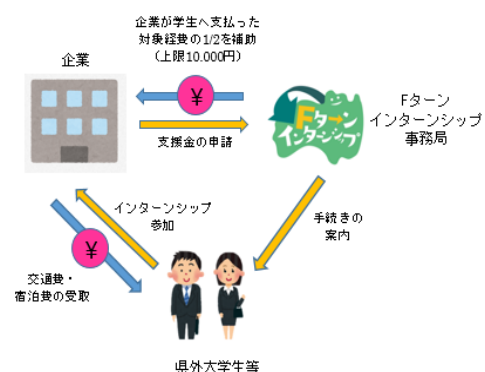 企業が学生へ支払った
対象経費の1/2を補助
(上限10.000円)
企業
¥
Fターン
インターンシップ
事務局
Fターン
インターンシップ
支援金の申請
インターンシップ
参加
手続きの
案内
¥
交通費・
宿泊費の受取
県外大学生等